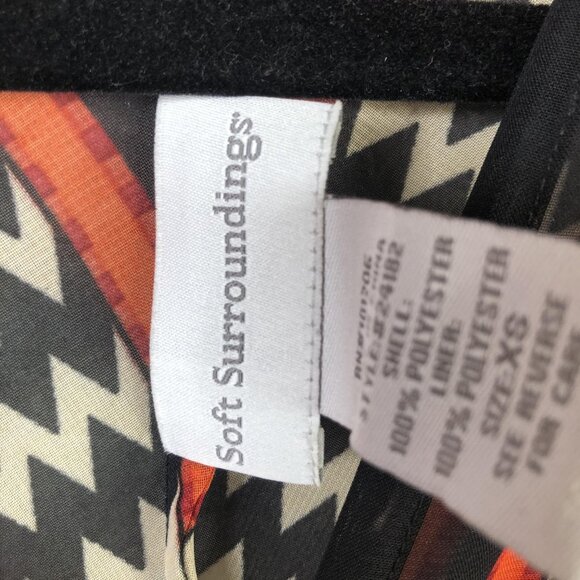 Soft Surroundings
STYLE:#24182
SHELL:
100% POLYESTER
LINER:
100% POLYESTER
SIZE:XS
SEE REVERSE
FOR CARE